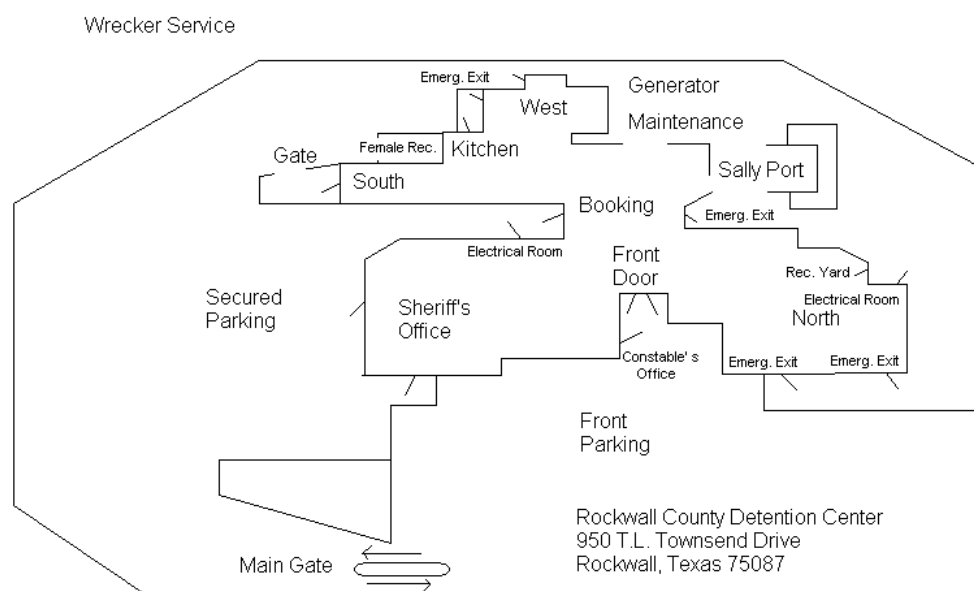 Wrecker Service
Emerg. Exit
Generator
West
Maintenance
Female Rec.
Kitchen
Gate
South
Sally Port
Booking
Emerg. Exit
Electrical Room
Front
Door
Rec. Yard
Secured
Parking
Sheriff's
Office
Electrical Room
North
Constable' s
Office
Emerg. Exit
Emerg. Exit
Front
Parking
Rockwall County Detention Center
950 T.L. Townsend Drive
Rockwall, Texas 75087
Main Gate